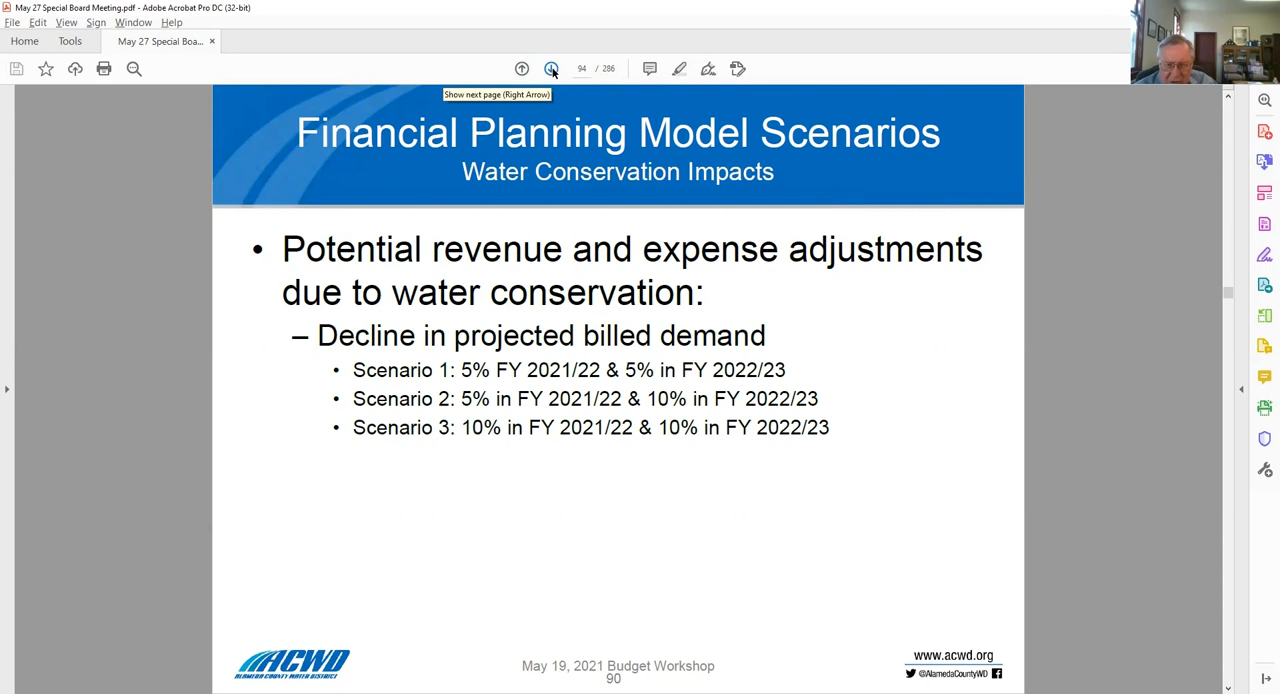 May 27 Special Board Meeting.pdf - Adobe Acrobat Pro DC (32-bit)
File Edit View Sign Window Help
Home Tools May 27 Special Boa... ×
94 / 286
Show next page (Right Arrow)
Financial Planning Model Scenarios
Water Conservation Impacts
• Potential revenue and expense adjustments
due to water conservation:
– Decline in projected billed demand
• Scenario 1: 5% FY 2021/22 & 5% in FY 2022/23
• Scenario 2: 5% in FY 2021/22 & 10% in FY 2022/23
• Scenario 3: 10% in FY 2021/22 & 10% in FY 2022/23
ACWD
ALAMEDA COUNTY WATER DISTRICT
May 19, 2021 Budget Workshop
90
www.acwd.org
@AlamedaCountyWD